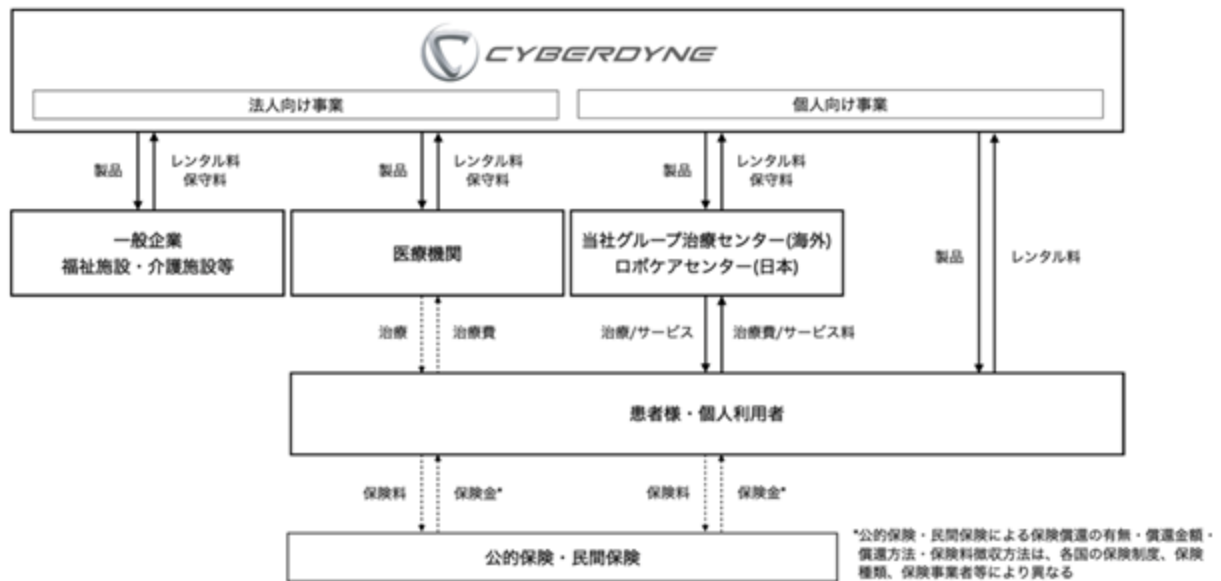 CYBERDYNE
法人向け事業
個人向け事業
製品
レンタル料
保守料
製品
レンタル料
保守料
製品
レンタル料
保守料
製品
レンタル料
一般企業
福祉施設・介護施設等
医療機関
当社グループ治療センター(海外)
ロボケアセンター(日本)
治療
治療費
治療/サービス
治療費/サービス料
患者様・個人利用者
保険料
保険金*
保険料
保険金*
公的保険・民間保険
*公的保険・民間保険による保険償還の有無・償還金額・
償還方法・保険料徴収方法は、各国の保険制度、保険
種類、保険事業者等により異なる